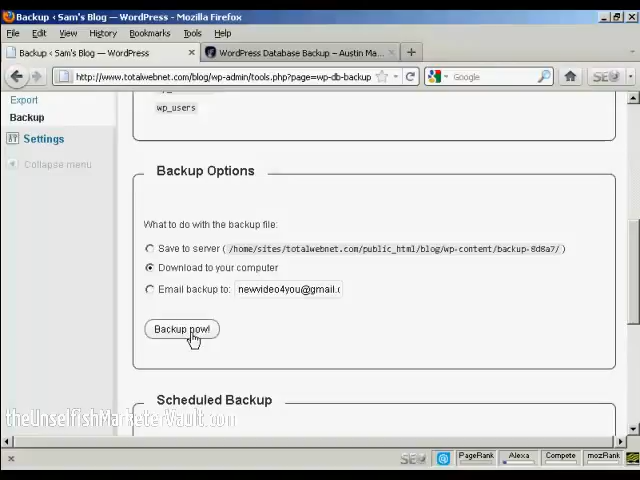 Backup ‹ Sam's Blog — WordPress - Mozilla Firefox
File Edit View History Bookmarks Tools Help
Backup ‹ Sam's Blog — WordPress × WordPress Database Backup – Austin Ma... × +
http://www.totalwebnet.com/blog/wp-admin/tools.php?page=wp-db-backup Google SEO
Export
Backup
Settings
Collapse menu
wp_users
Backup Options
What to do with the backup file:
Save to server ( /home/sites/totalwebnet.com/public_html/blog/wp-content/backup-8d8a7/ )
Download to your computer
Email backup to: newvideo4you@gmail.c
Backup now!
Scheduled Backup
theUnselfishMarketerVault.com
× SEO @ PageRank Alexa Compete mozRank